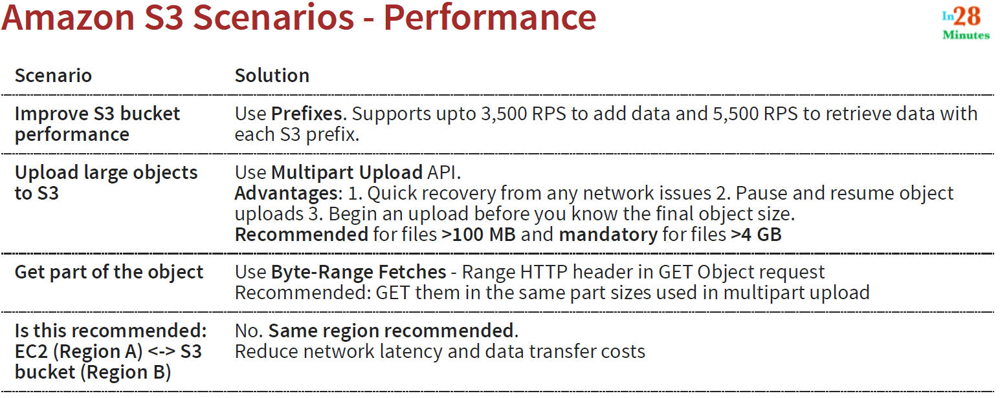 Amazon S3 Scenarios - Performance
In28
Minutes
Scenario
Solution
Improve S3 bucket
performance
Use Prefixes. Supports upto 3,500 RPS to add data and 5,500 RPS to retrieve data with
each S3 prefix.
Upload large objects
to S3
Use Multipart Upload API.
Advantages: 1. Quick recovery from any network issues 2. Pause and resume object
uploads 3. Begin an upload before you know the final object size.
Recommended for files >100 MB and mandatory for files >4 GB
Get part of the object
Use Byte-Range Fetches - Range HTTP header in GET Object request
Recommended: GET them in the same part sizes used in multipart upload
Is this recommended:
EC2 (Region A) <-> S3
bucket (Region B)
No. Same region recommended.
Reduce network latency and data transfer costs